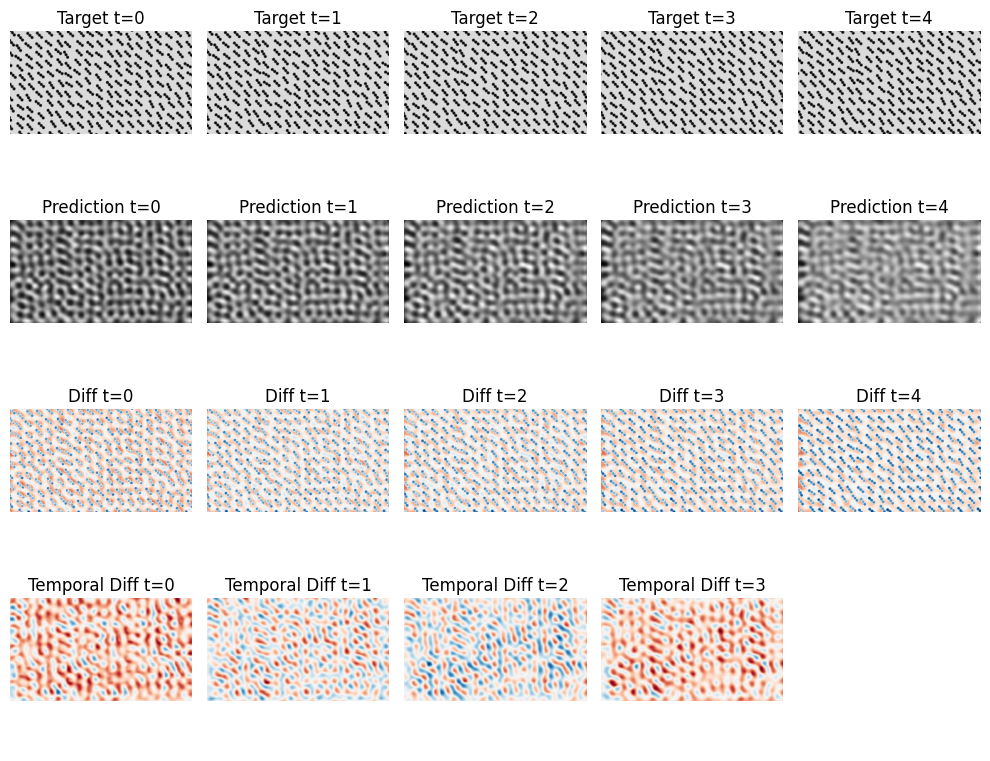 Target t=0 Target t=1 Target t=2 Target t=3 Target t=4
Prediction t=0 Prediction t=1 Prediction t=2 Prediction t=3 Prediction t=4
Diff t=0 Diff t=1 Diff t=2 Diff t=3 Diff t=4
Temporal Diff t=0 Temporal Diff t=1 Temporal Diff t=2 Temporal Diff t=3